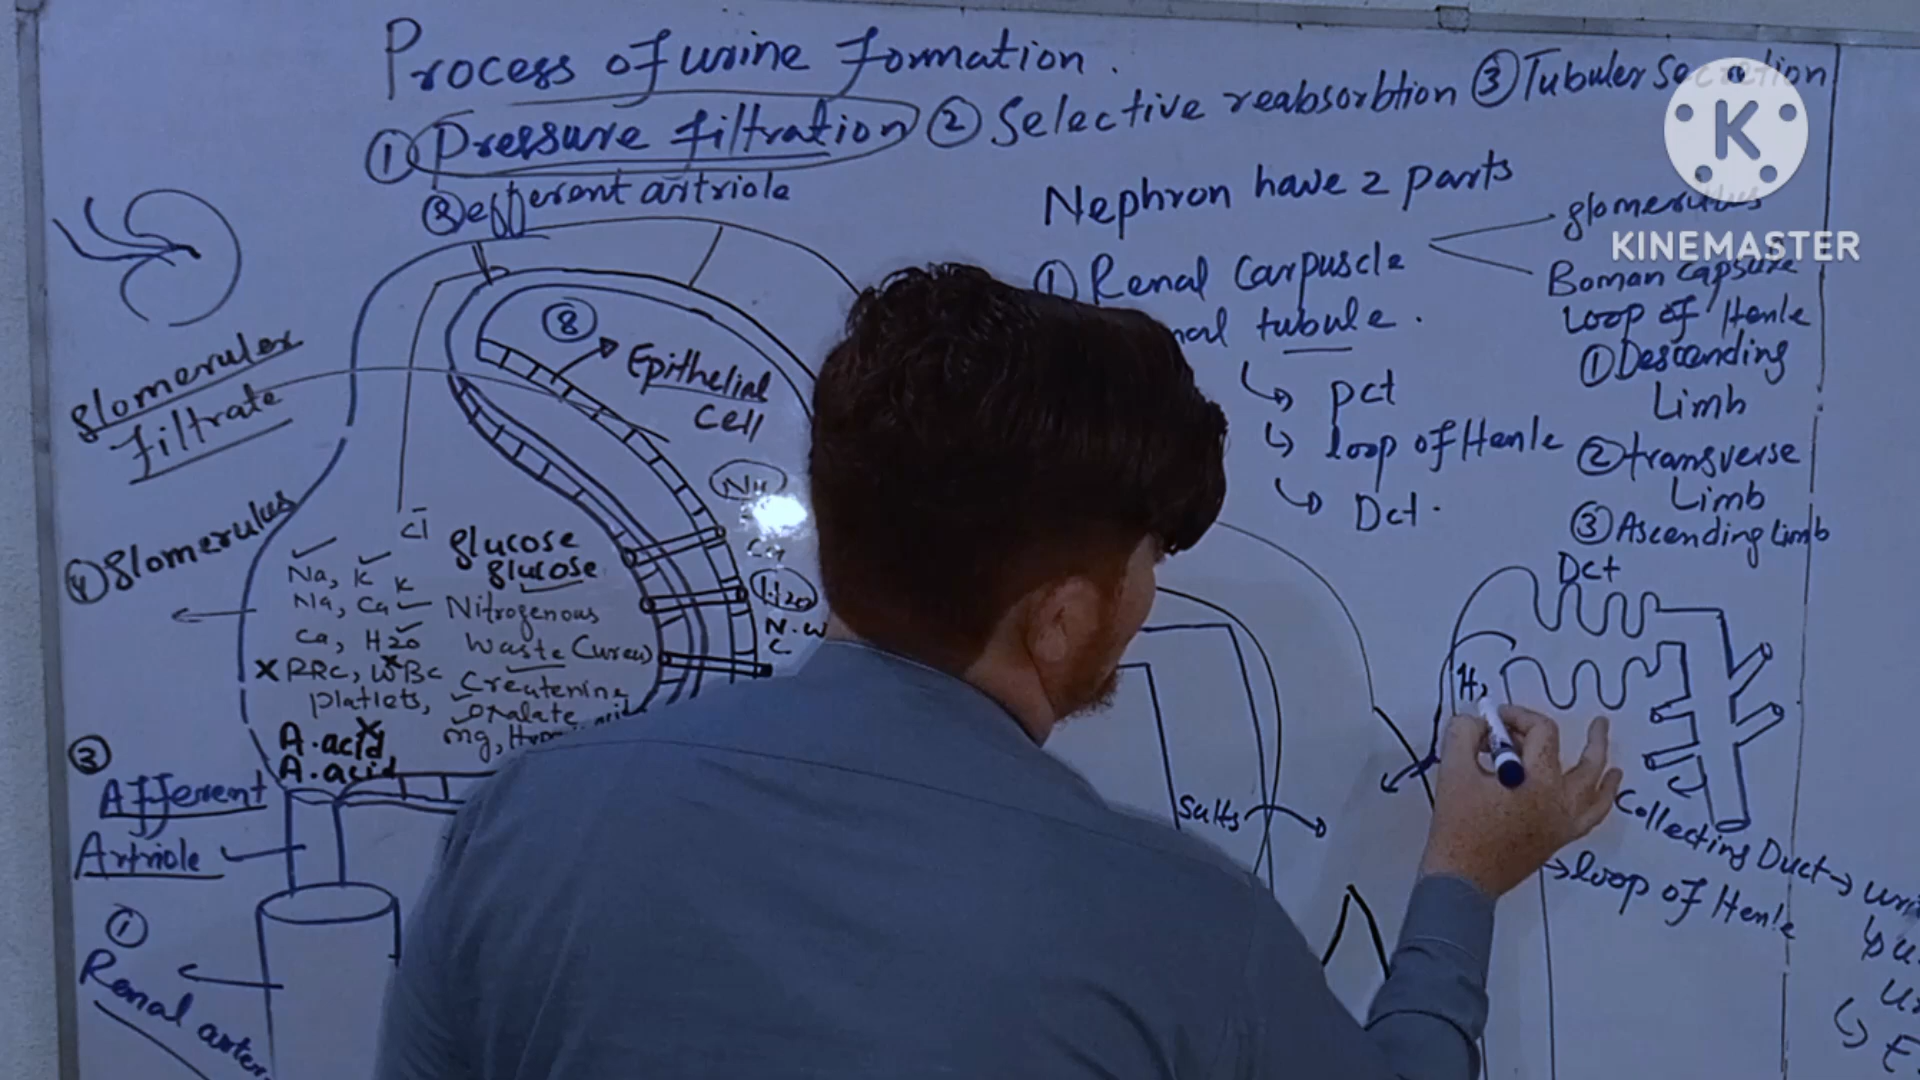 Process of urine formation.
① Pressure filtration ② Selective reabsorbtion ③ Tubuler Secretion
② efferent artriole
Nephron have 2 parts
① Renal Carpuscle
glomerulus
Boman capsule
tubule.
↳ pct
↳ loop of Henle
↳ Dct.
Loop of Henle
① Descending
Limb
② transverse
Limb
③ Ascending limb
⑧
Epithelial
Cell
glomeruler
filtrate
④ glomerulus
Cl
Na, K
K
Na, Ca
Ca, H2o
RRC, WBC
Platlets,
A. acid
A. acid
glucose
glucose
Nitrogenous
Waste (urea)
Createnine
Oxalate
mg,
H2o
N.W
C
③
Afferent
Artriole
①
Renal
Salts
Dct
H,
Collecting Duct →
→ loop of Henle
KINEMASTER